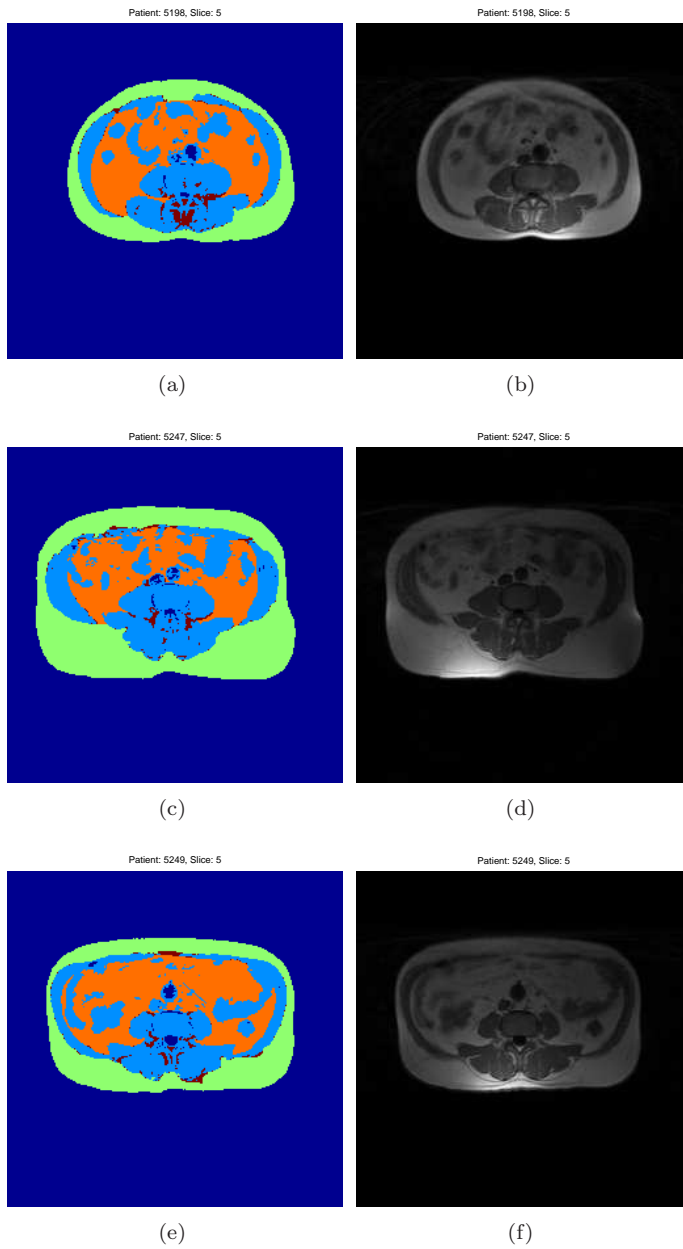 Patient: 5198, Slice: 5
Patient: 5198, Slice: 5
(a)
(b)
Patient: 5247, Slice: 5
Patient: 5247, Slice: 5
(c)
(d)
Patient: 5249, Slice: 5
Patient: 5249, Slice: 5
(e)
(f)